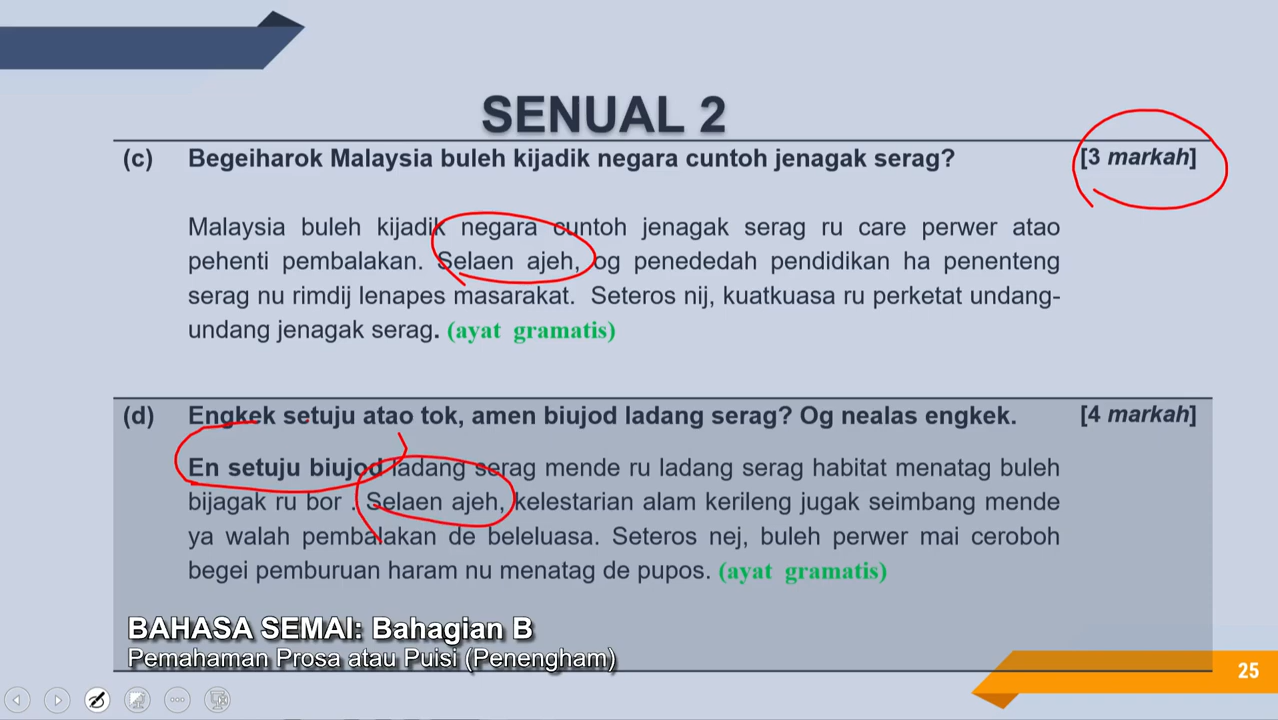 SENUAL 2
(c) Begeiharok Malaysia buleh kijadik negara cuntoh jenagak serag? [3 markah]
Malaysia buleh kijadik negara cuntoh jenagak serag ru care perwer atao
pehenti pembalakan. Selaen ajeh, og penededah pendidikan ha penenteng
serag nu rimdij lenapes masarakat. Seteros nij, kuatkuasa ru perketat undang-
undang jenagak serag. (ayat gramatis)
(d) Engkek setuju atao tok, amen biujod ladang serag? Og nealas engkek. [4 markah]
En setuju biujod ladang serag mende ru ladang serag habitat menatag buleh
bijagak ru bor . Selaen ajeh, kelestarian alam kerileng jugak seimbang mende
ya walah pembalakan de beleluasa. Seteros nej, buleh perwer mai ceroboh
begei pemburuan haram nu menatag de pupos. (ayat gramatis)
BAHASA SEMAI: Bahagian B
Pemahaman Prosa atau Puisi (Penengham)
25